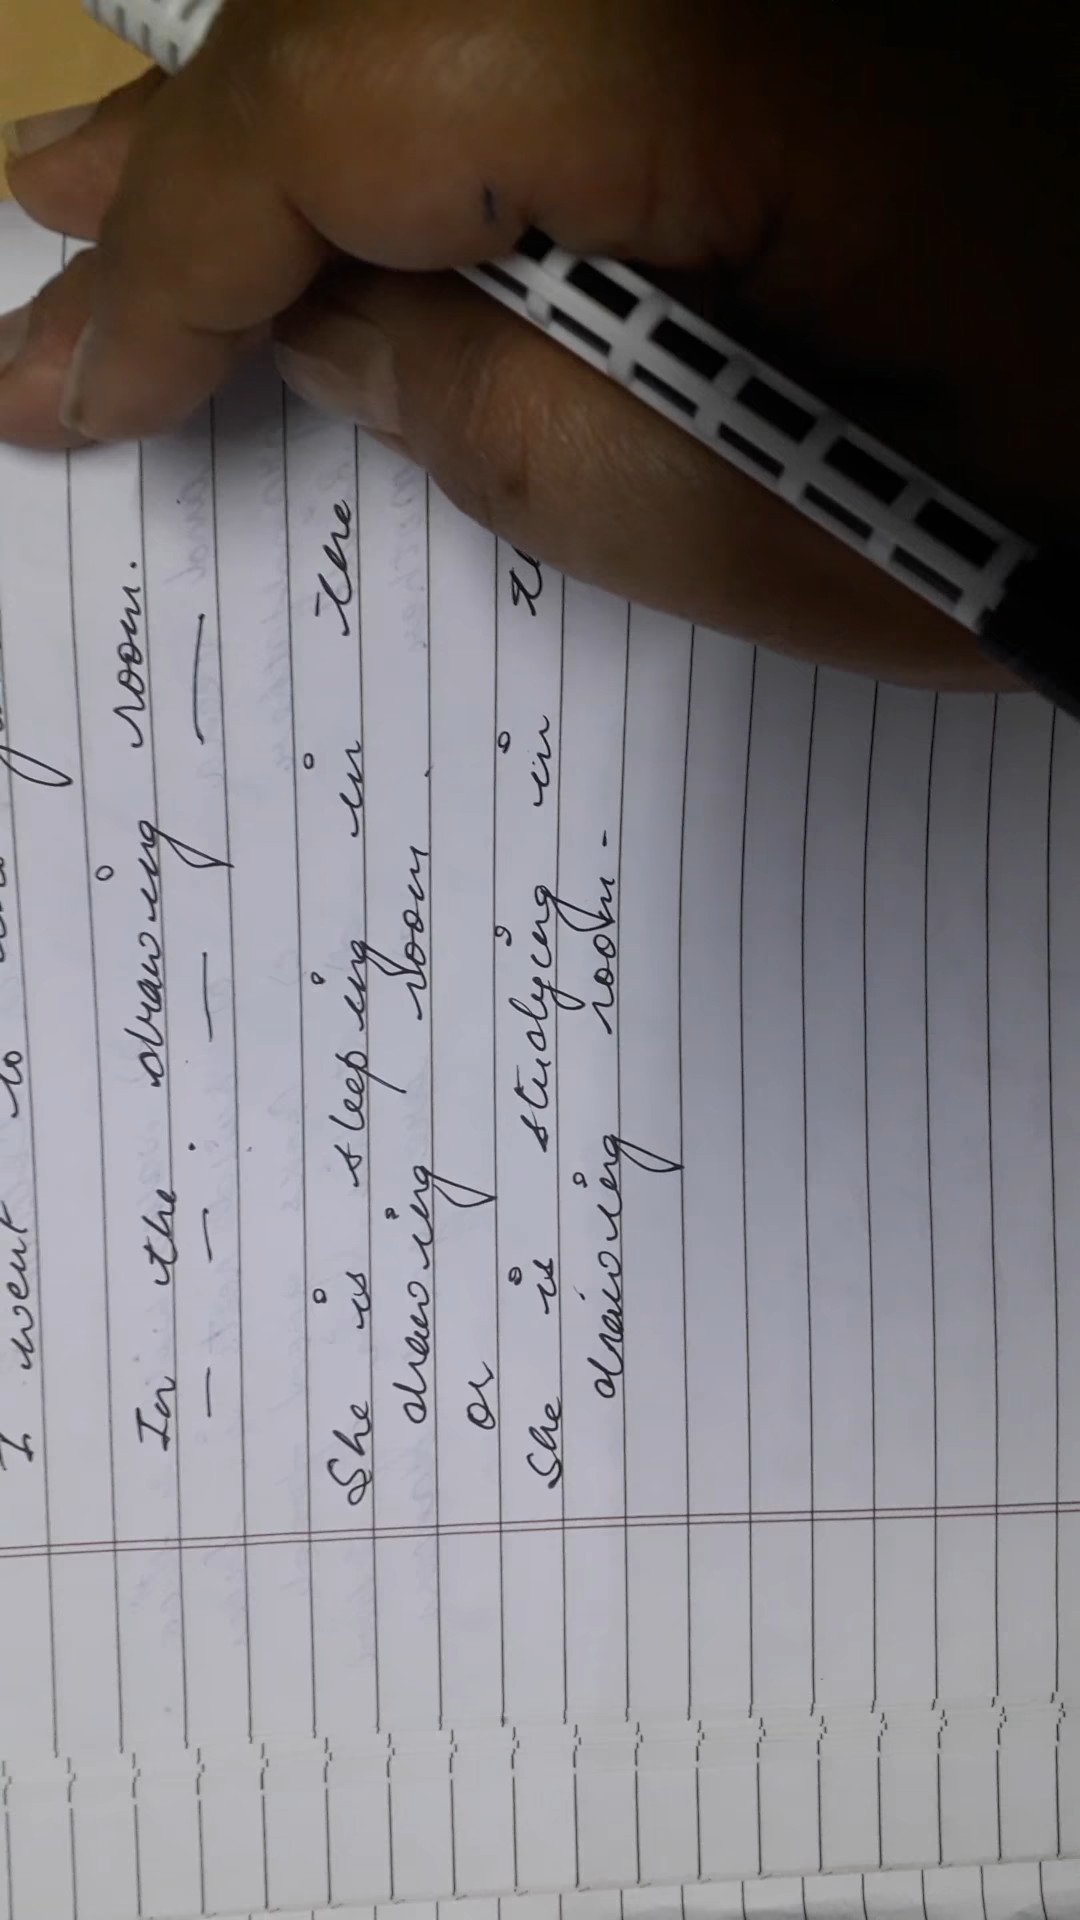 I went to
In the drawing room.
— — . — —
She is sleeping in the
drawing room.
or
She is studying in
drawing room.